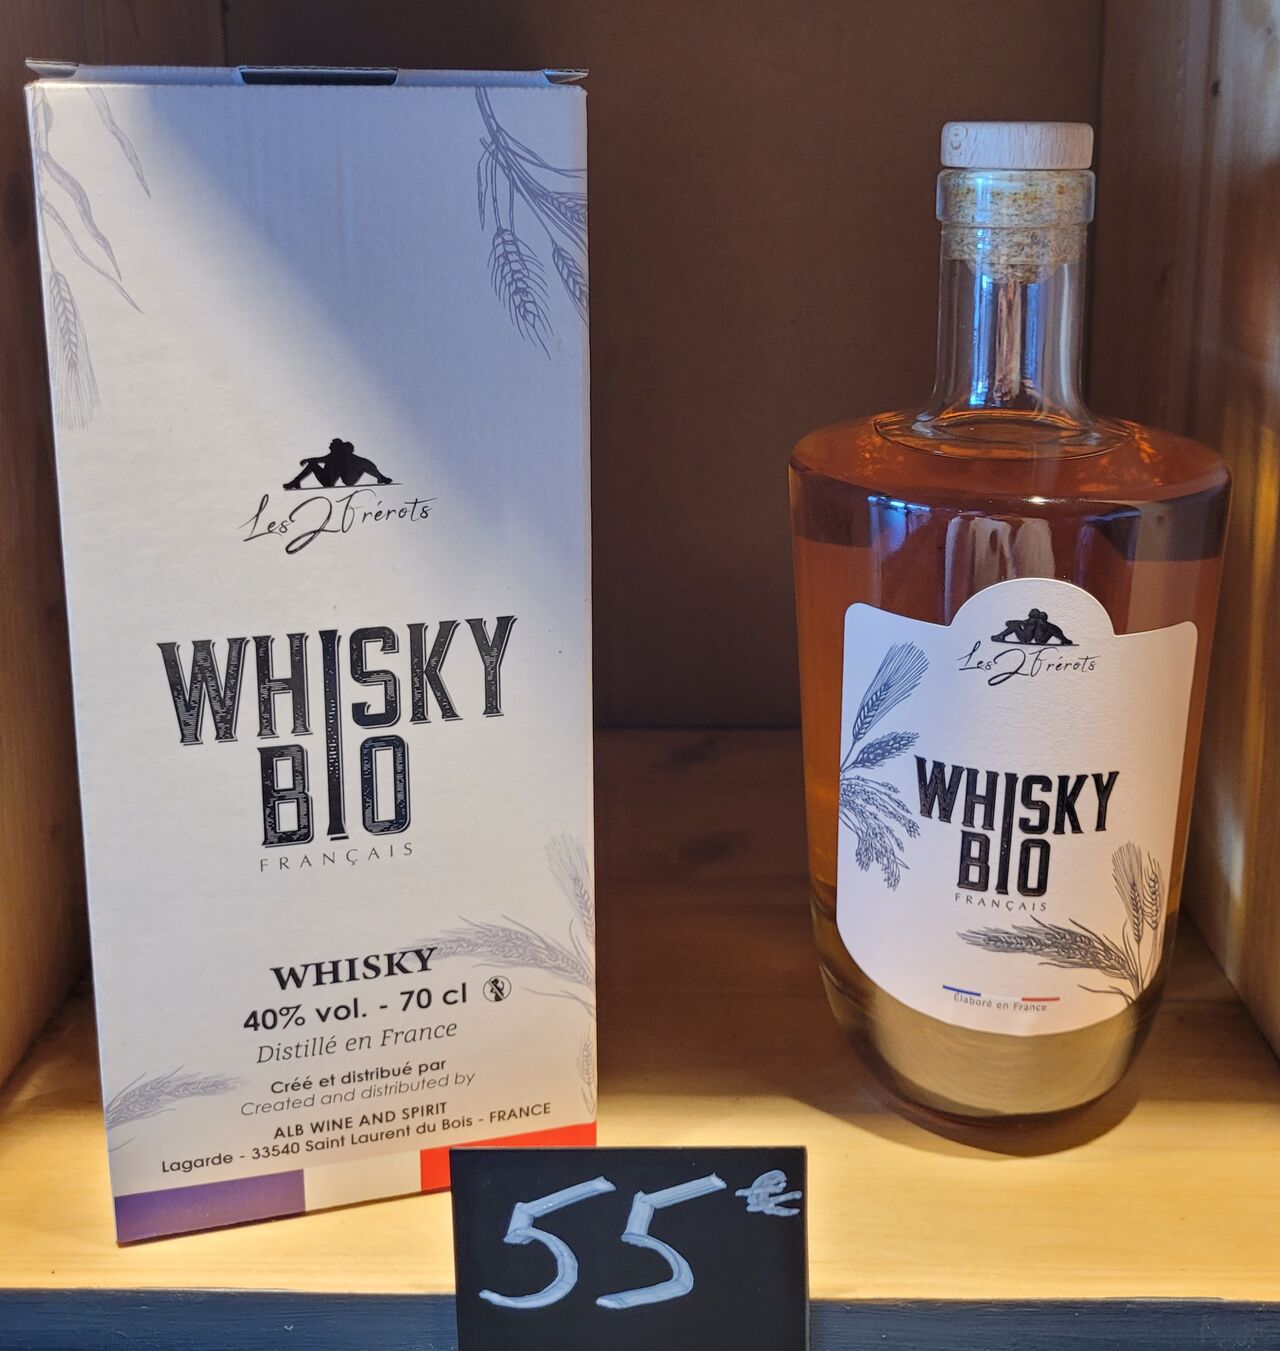 Les 2 Frérots
WHISKY
BIO
FRANÇAIS
WHISKY
40% vol. - 70 cl
Distillé en France
Créé et distribué par
Created and distributed by
ALB WINE AND SPIRIT
Lagarde - 33540 Saint Laurent du Bois - FRANCE
Les 2 Frérots
WHISKY
BIO
FRANÇAIS
Élaboré en France
55€